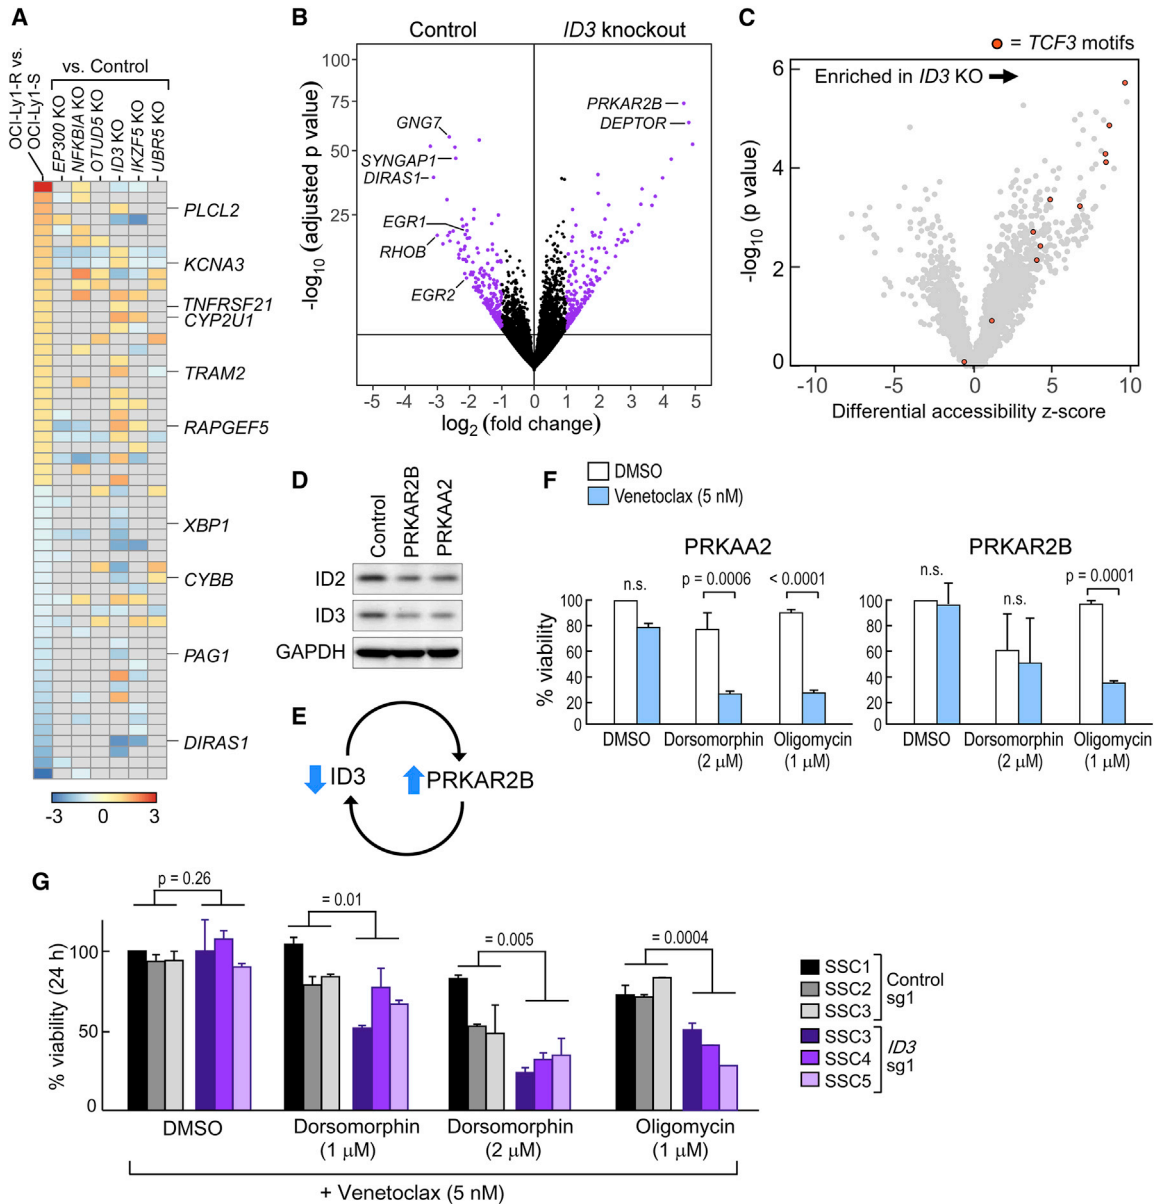 A
OCI-Ly1-R vs.
OCI-Ly1-S
vs. Control
EP300 KO
NFKBIA KO
OTUD5 KO
ID3 KO
IKZF5 KO
UBR5 KO
PLCL2
KCNA3
TNFRSF21
CYP2U1
TRAM2
RAPGEF5
XBP1
CYBB
PAG1
DIRAS1
-3 0 3
B
Control
ID3 knockout
-log10 (adjusted p value)
100
75
50
25
GNG7
SYNGAP1
DIRAS1
EGR1
RHOB
EGR2
PRKAR2B
DEPTOR
-5 -4 -3 -2 -1 0 1 2 3 4 5
log2 (fold change)
C
= TCF3 motifs
Enriched in ID3 KO
-log10 (p value)
6
4
2
0
-10 -5 0 5 10
Differential accessibility z-score
D
Control
PRKAR2B
PRKAA2
ID2
ID3
GAPDH
E
ID3
PRKAR2B
F
DMSO
Venetoclax (5 nM)
PRKAA2
% viability
100
80
60
40
20
0
n.s.
p = 0.0006
< 0.0001
DMSO
Dorsomorphin
(2 μM)
Oligomycin
(1 μM)
PRKAR2B
100
80
60
40
20
0
n.s.
n.s.
p = 0.0001
DMSO
Dorsomorphin
(2 μM)
Oligomycin
(1 μM)
G
% viability (24 h)
100
50
0
p = 0.26
= 0.01
= 0.005
= 0.0004
DMSO
Dorsomorphin
(1 μM)
Dorsomorphin
(2 μM)
Oligomycin
(1 μM)
+ Venetoclax (5 nM)
SSC1
SSC2
SSC3
Control
sg1
SSC3
SSC4
SSC5
ID3
sg1